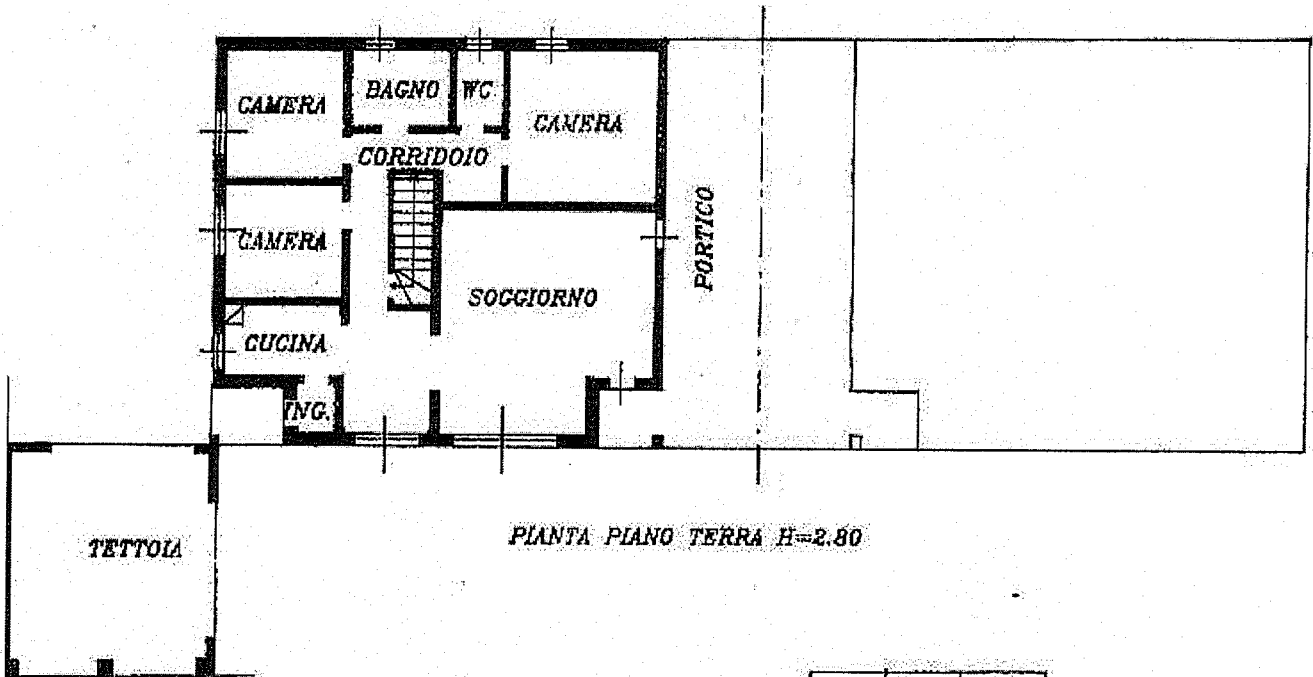 CAMERA
BAGNO
WC
CAMERA
CORRIDOIO
CAMERA
PORTICO
SOGGIORNO
CUCINA
ING.
TETTOIA
PIANTA PIANO TERRA H=2.80